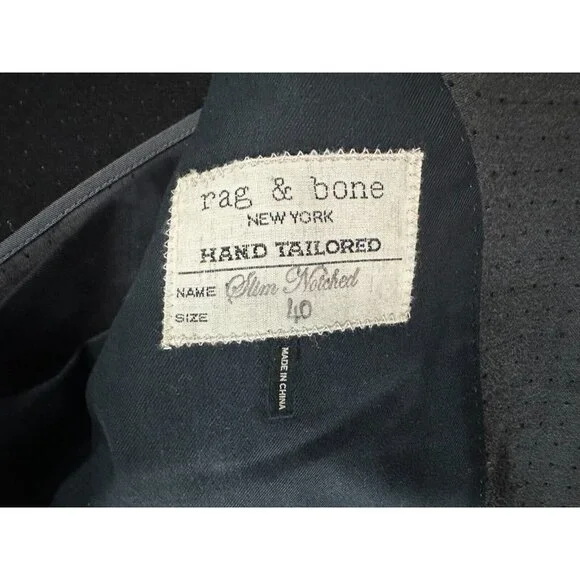 rag & bone
NEW YORK
HAND TAILORED
NAME Slim Notched
SIZE 40
MADE IN CHINA